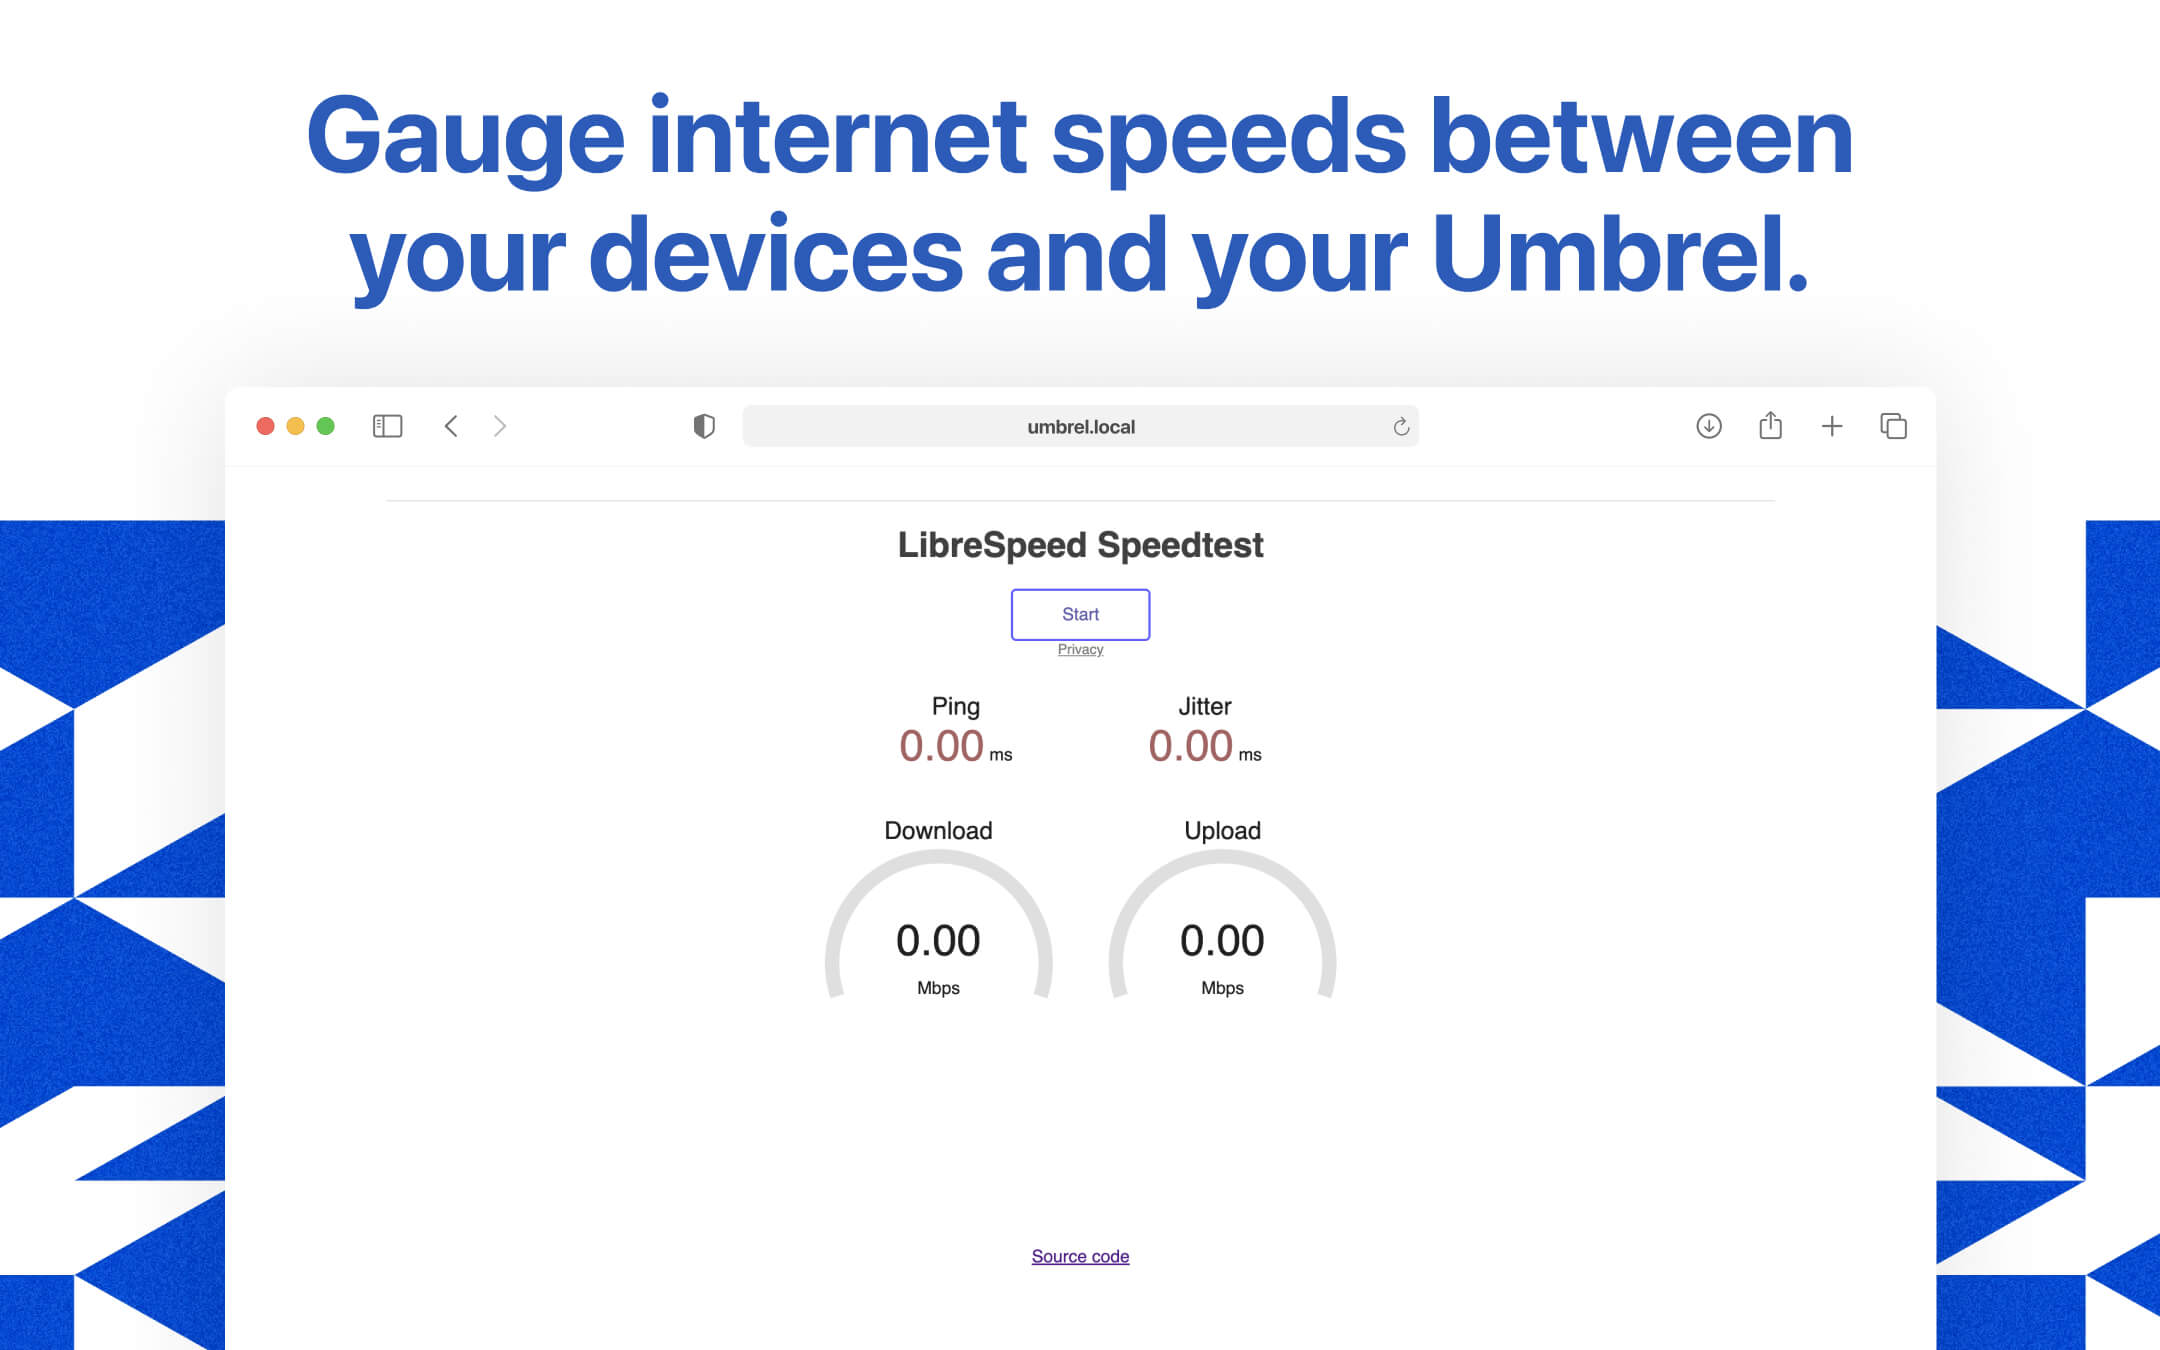 Gauge internet speeds between
your devices and your Umbrel.
umbrel.local
LibreSpeed Speedtest
Start
Privacy
Ping
0.00 ms
Jitter
0.00 ms
Download
0.00
Mbps
Upload
0.00
Mbps
Source code